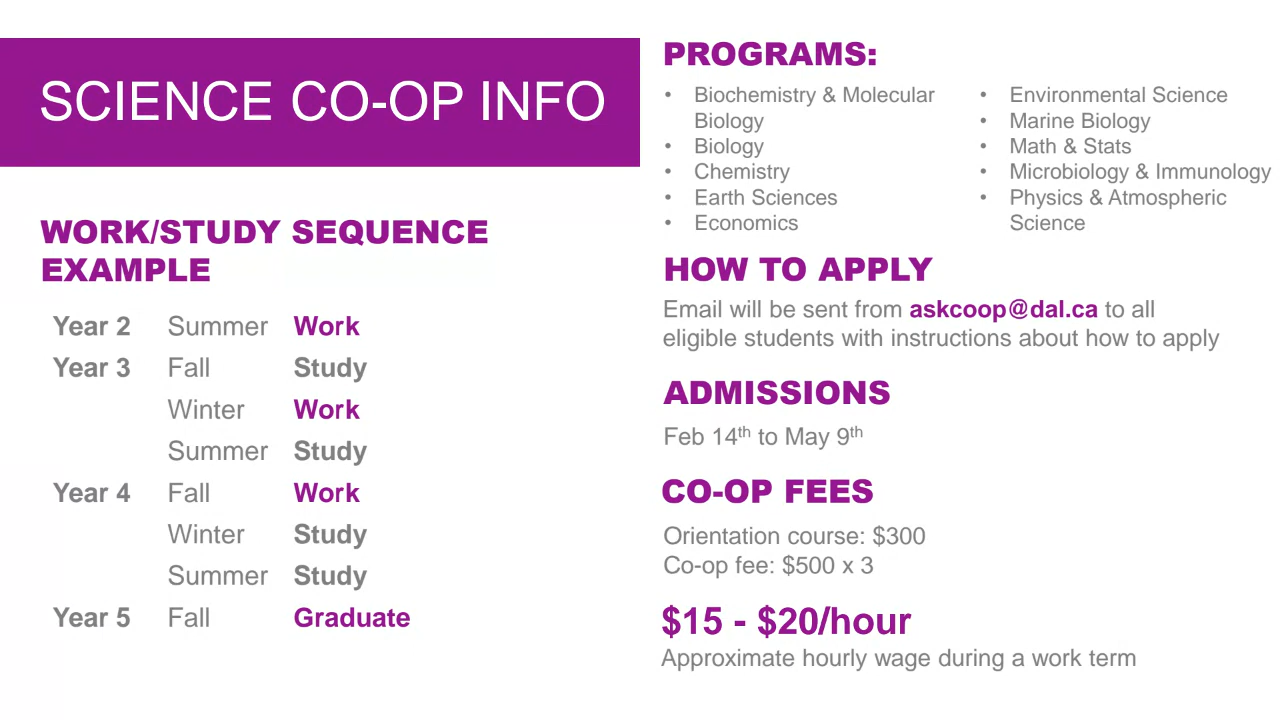 SCIENCE CO-OP INFO
WORK/STUDY SEQUENCE
EXAMPLE
Year 2 Summer Work
Year 3 Fall Study
Winter Work
Summer Study
Year 4 Fall Work
Winter Study
Summer Study
Year 5 Fall Graduate
PROGRAMS:
• Biochemistry & Molecular
Biology
• Biology
• Chemistry
• Earth Sciences
• Economics
• Environmental Science
• Marine Biology
• Math & Stats
• Microbiology & Immunology
• Physics & Atmospheric
Science
HOW TO APPLY
Email will be sent from askcoop@dal.ca to all
eligible students with instructions about how to apply
ADMISSIONS
Feb 14th to May 9th
CO-OP FEES
Orientation course: $300
Co-op fee: $500 x 3
$15 - $20/hour
Approximate hourly wage during a work term